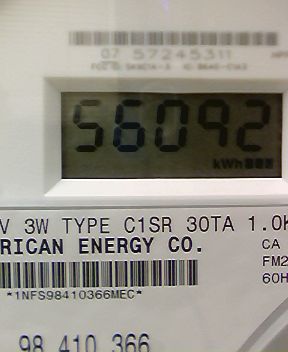 07 57245311
56092
kWh
V 3W TYPE C1SR 30TA 1.0K
RICAN ENERGY CO.
CA
FM2
60H
*1NFS98410366MEC*
98 410 366